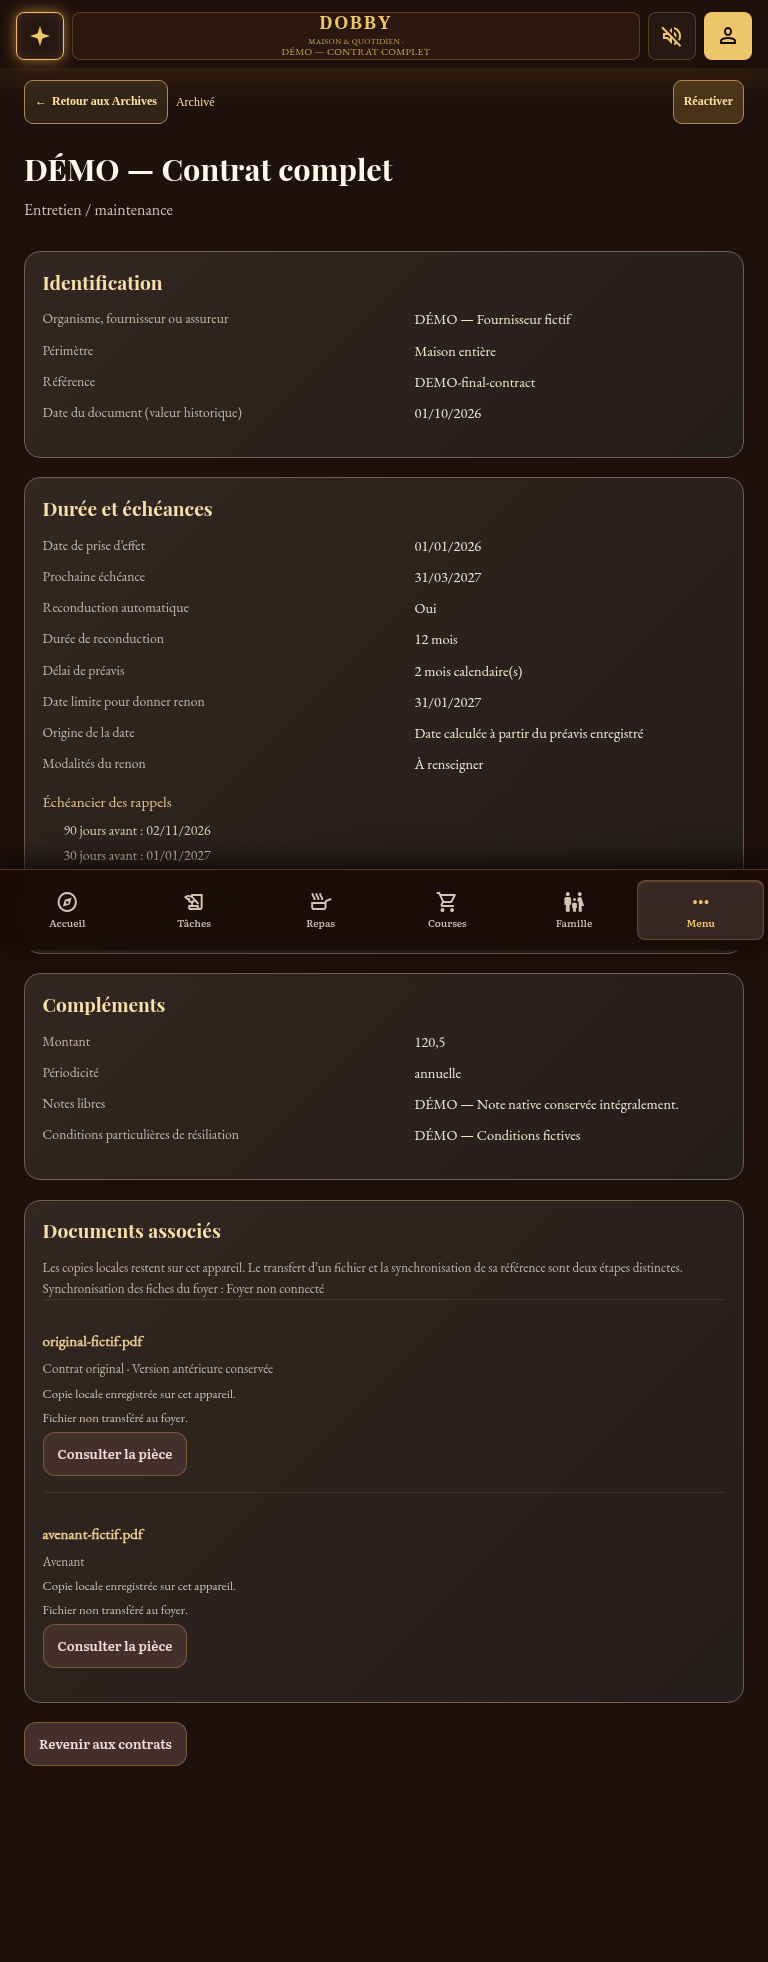 DOBBY
MAISON & QUOTIDIEN ·
DÉMO — CONTRAT COMPLET
← Retour aux Archives
Archivé
Réactiver
DÉMO — Contrat complet
Entretien / maintenance
Identification
Organisme, fournisseur ou assureur DÉMO — Fournisseur fictif
Périmètre Maison entière
Référence DEMO-final-contract
Date du document (valeur historique) 01/10/2026
Durée et échéances
Date de prise d’effet 01/01/2026
Prochaine échéance 31/03/2027
Reconduction automatique Oui
Durée de reconduction 12 mois
Délai de préavis 2 mois calendaire(s)
Date limite pour donner renon 31/01/2027
Origine de la date Date calculée à partir du préavis enregistré
Modalités du renon À renseigner
Échéancier des rappels
90 jours avant : 02/11/2026
30 jours avant : 01/01/2027
Accueil Tâches Repas Courses Famille Menu
Compléments
Montant 120,5
Périodicité annuelle
Notes libres DÉMO — Note native conservée intégralement.
Conditions particulières de résiliation DÉMO — Conditions fictives
Documents associés
Les copies locales restent sur cet appareil. Le transfert d’un fichier et la synchronisation de sa référence sont deux étapes distinctes.
Synchronisation des fiches du foyer : Foyer non connecté
original-fictif.pdf
Contrat original · Version antérieure conservée
Copie locale enregistrée sur cet appareil.
Fichier non transféré au foyer.
Consulter la pièce
avenant-fictif.pdf
Avenant
Copie locale enregistrée sur cet appareil.
Fichier non transféré au foyer.
Consulter la pièce
Revenir aux contrats